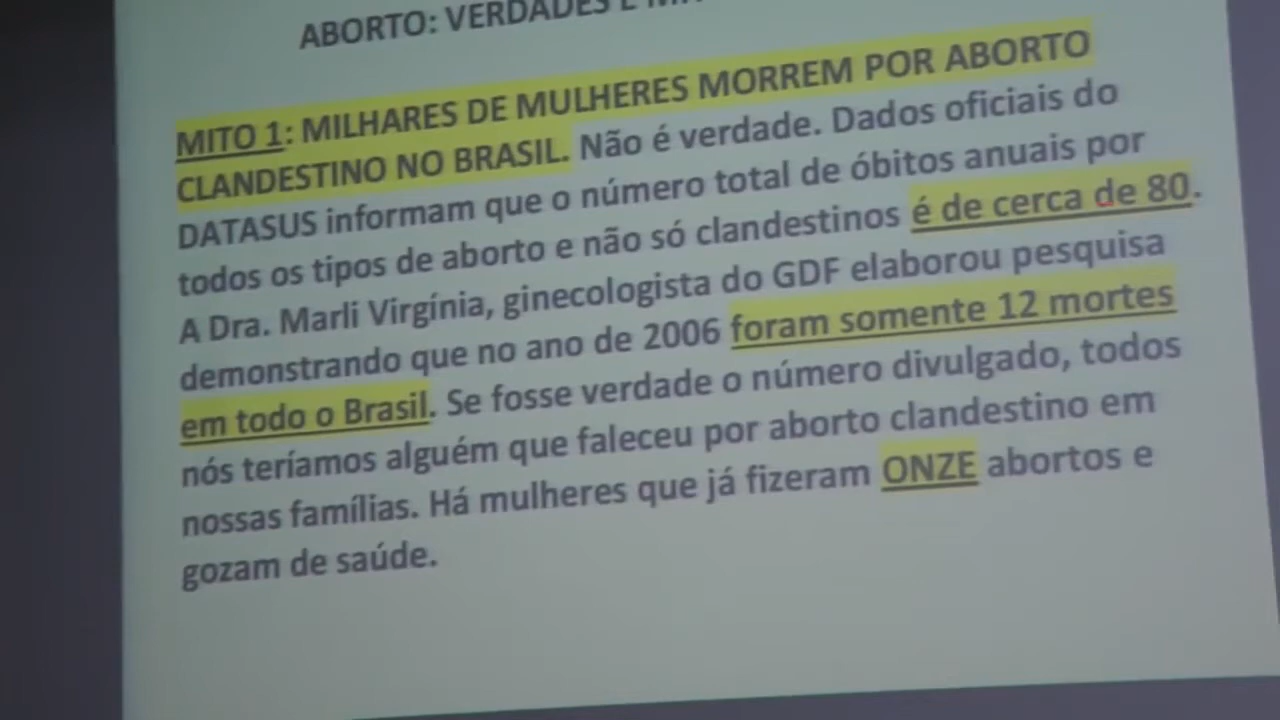 ABORTO: VERDADES E
MITO 1: MILHARES DE MULHERES MORREM POR ABORTO
CLANDESTINO NO BRASIL. Não é verdade. Dados oficiais do
DATASUS informam que o número total de óbitos anuais por
todos os tipos de aborto e não só clandestinos é de cerca de 80.
A Dra. Marli Virgínia, ginecologista do GDF elaborou pesquisa
demonstrando que no ano de 2006 foram somente 12 mortes
em todo o Brasil. Se fosse verdade o número divulgado, todos
nós teríamos alguém que faleceu por aborto clandestino em
nossas famílias. Há mulheres que já fizeram ONZE abortos e
gozam de saúde.